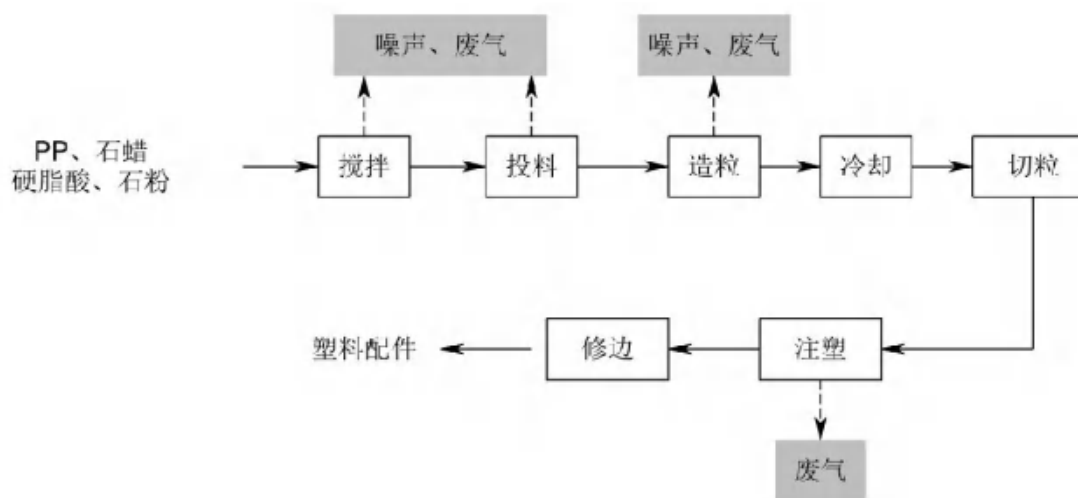 噪声、废气
噪声、废气
PP、石蜡
硬脂酸、石粉
搅拌
投料
造粒
冷却
切粒
塑料配件
修边
注塑
废气